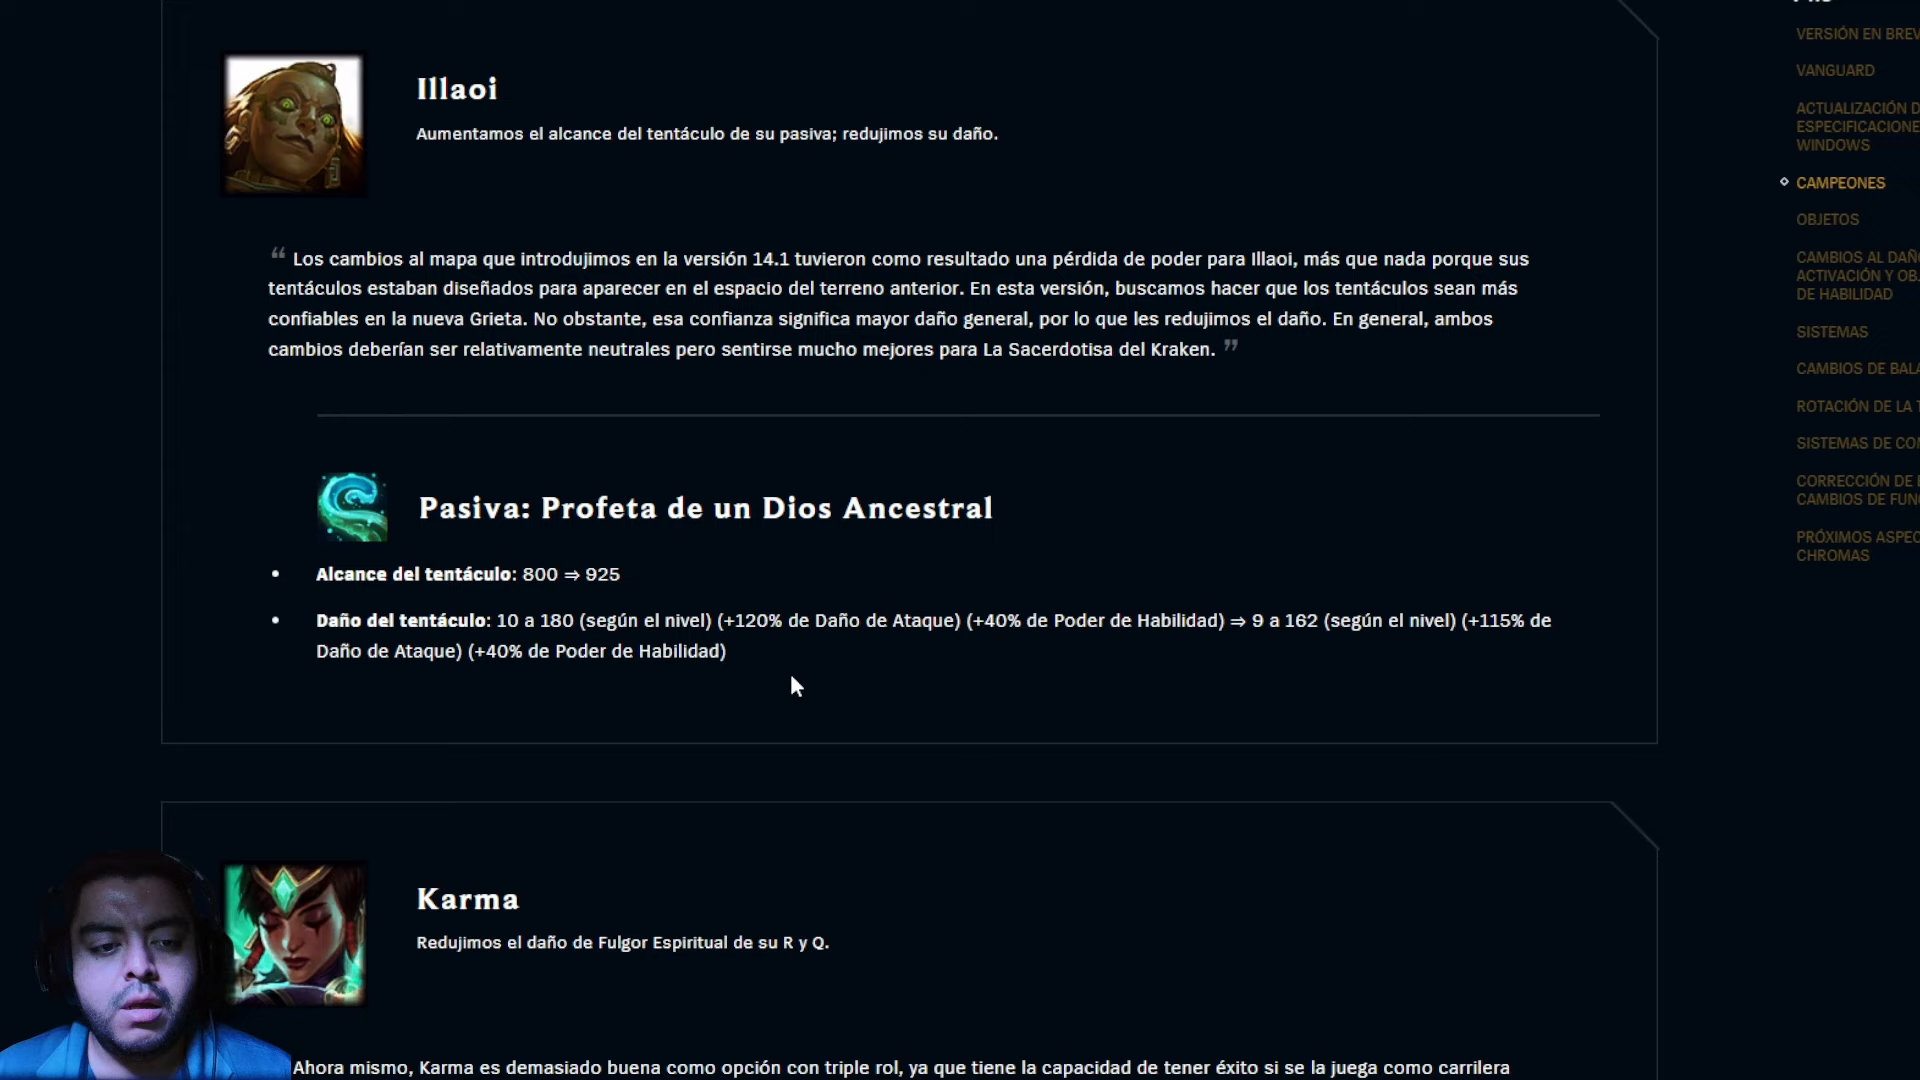 Illaoi
Aumentamos el alcance del tentáculo de su pasiva; redujimos su daño.
“ Los cambios al mapa que introdujimos en la versión 14.1 tuvieron como resultado una pérdida de poder para Illaoi, más que nada porque sus
tentáculos estaban diseñados para aparecer en el espacio del terreno anterior. En esta versión, buscamos hacer que los tentáculos sean más
confiables en la nueva Grieta. No obstante, esa confianza significa mayor daño general, por lo que les redujimos el daño. En general, ambos
cambios deberían ser relativamente neutrales pero sentirse mucho mejores para La Sacerdotisa del Kraken. ”
Pasiva: Profeta de un Dios Ancestral
• Alcance del tentáculo: 800 ⇒ 925
• Daño del tentáculo: 10 a 180 (según el nivel) (+120% de Daño de Ataque) (+40% de Poder de Habilidad) ⇒ 9 a 162 (según el nivel) (+115% de
Daño de Ataque) (+40% de Poder de Habilidad)
Karma
Redujimos el daño de Fulgor Espiritual de su R y Q.
Ahora mismo, Karma es demasiado buena como opción con triple rol, ya que tiene la capacidad de tener éxito si se la juega como carrilera
VERSIÓN EN BREV
VANGUARD
ACTUALIZACIÓN D
ESPECIFICACIONE
WINDOWS
CAMPEONES
OBJETOS
CAMBIOS AL DAÑ
ACTIVACIÓN Y OB
DE HABILIDAD
SISTEMAS
CAMBIOS DE BALA
ROTACIÓN DE LA T
SISTEMAS DE CO
CORRECCIÓN DE
CAMBIOS DE FUN
PRÓXIMOS ASPEC
CHROMAS